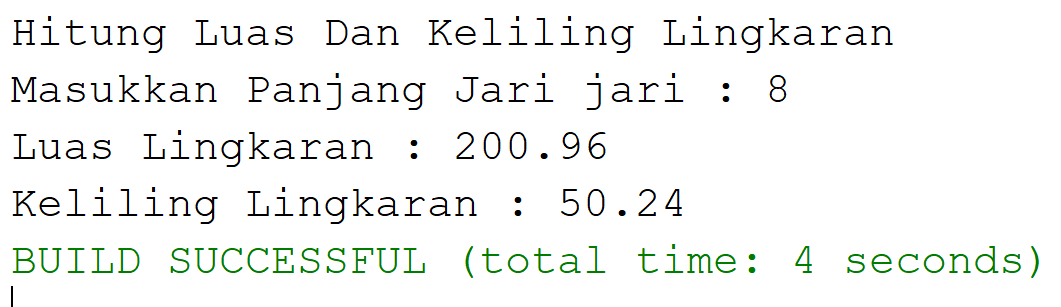 Hitung Luas Dan Keliling Lingkaran
Masukkan Panjang Jari jari : 8
Luas Lingkaran : 200.96
Keliling Lingkaran : 50.24
BUILD SUCCESSFUL (total time: 4 seconds)